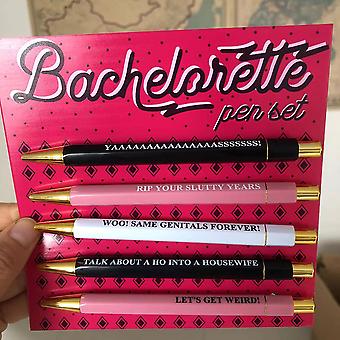 Bachelorette
pen set
YAAAAAAAAAAAAAAAASSSSSSS!
RIP YOUR SLUTTY YEARS
WOO! SAME GENITALS FOREVER!
TALK ABOUT A HO INTO A HOUSEWIFE
LET'S GET WEIRD!